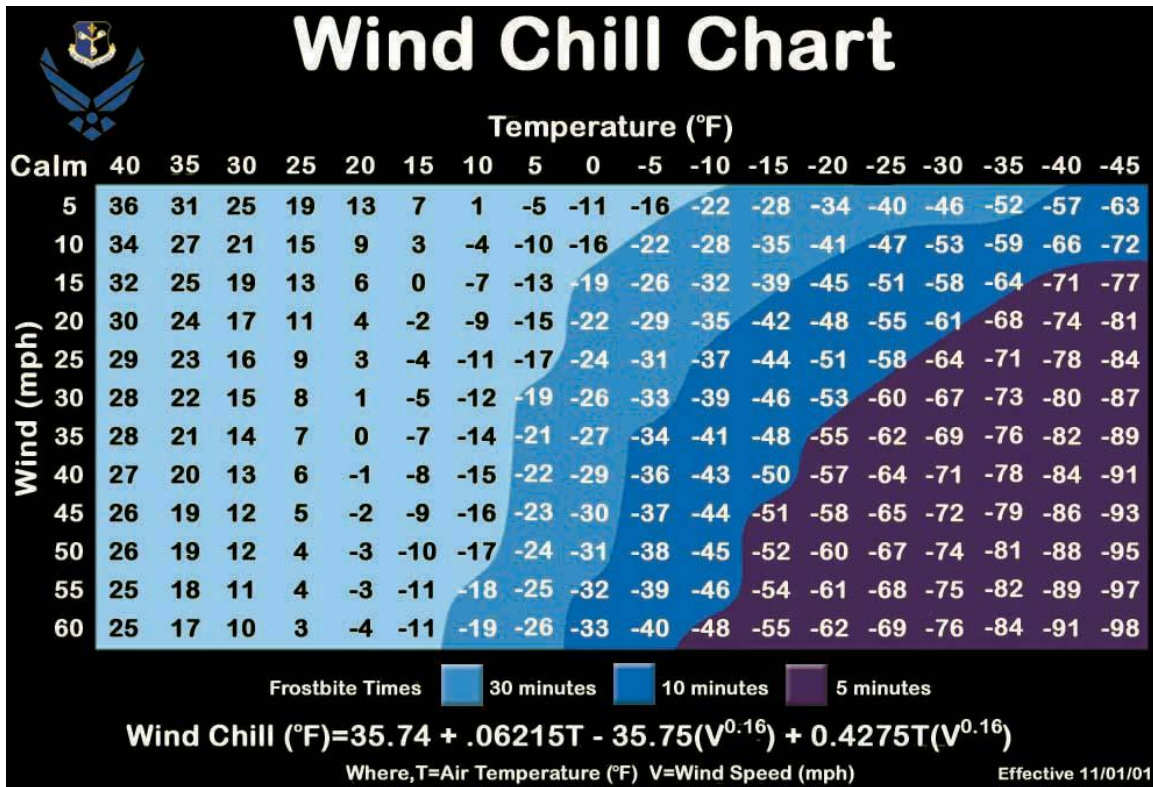 Wind Chill Chart
Temperature (°F)
Calm 40 35 30 25 20 15 10 5 0 -5 -10 -15 -20 -25 -30 -35 -40 -45
Wind (mph)
5 36 31 25 19 13 7 1 -5 -11 -16 -22 -28 -34 -40 -46 -52 -57 -63
10 34 27 21 15 9 3 -4 -10 -16 -22 -28 -35 -41 -47 -53 -59 -66 -72
15 32 25 19 13 6 0 -7 -13 -19 -26 -32 -39 -45 -51 -58 -64 -71 -77
20 30 24 17 11 4 -2 -9 -15 -22 -29 -35 -42 -48 -55 -61 -68 -74 -81
25 29 23 16 9 3 -4 -11 -17 -24 -31 -37 -44 -51 -58 -64 -71 -78 -84
30 28 22 15 8 1 -5 -12 -19 -26 -33 -39 -46 -53 -60 -67 -73 -80 -87
35 28 21 14 7 0 -7 -14 -21 -27 -34 -41 -48 -55 -62 -69 -76 -82 -89
40 27 20 13 6 -1 -8 -15 -22 -29 -36 -43 -50 -57 -64 -71 -78 -84 -91
45 26 19 12 5 -2 -9 -16 -23 -30 -37 -44 -51 -58 -65 -72 -79 -86 -93
50 26 19 12 4 -3 -10 -17 -24 -31 -38 -45 -52 -60 -67 -74 -81 -88 -95
55 25 18 11 4 -3 -11 -18 -25 -32 -39 -46 -54 -61 -68 -75 -82 -89 -97
60 25 17 10 3 -4 -11 -19 -26 -33 -40 -48 -55 -62 -69 -76 -84 -91 -98
Frostbite Times 30 minutes 10 minutes 5 minutes
Wind Chill (°F)=35.74 + .06215T - 35.75(V^0.16) + 0.4275T(V^0.16)
Where,T=Air Temperature (°F) V=Wind Speed (mph)
Effective 11/01/01